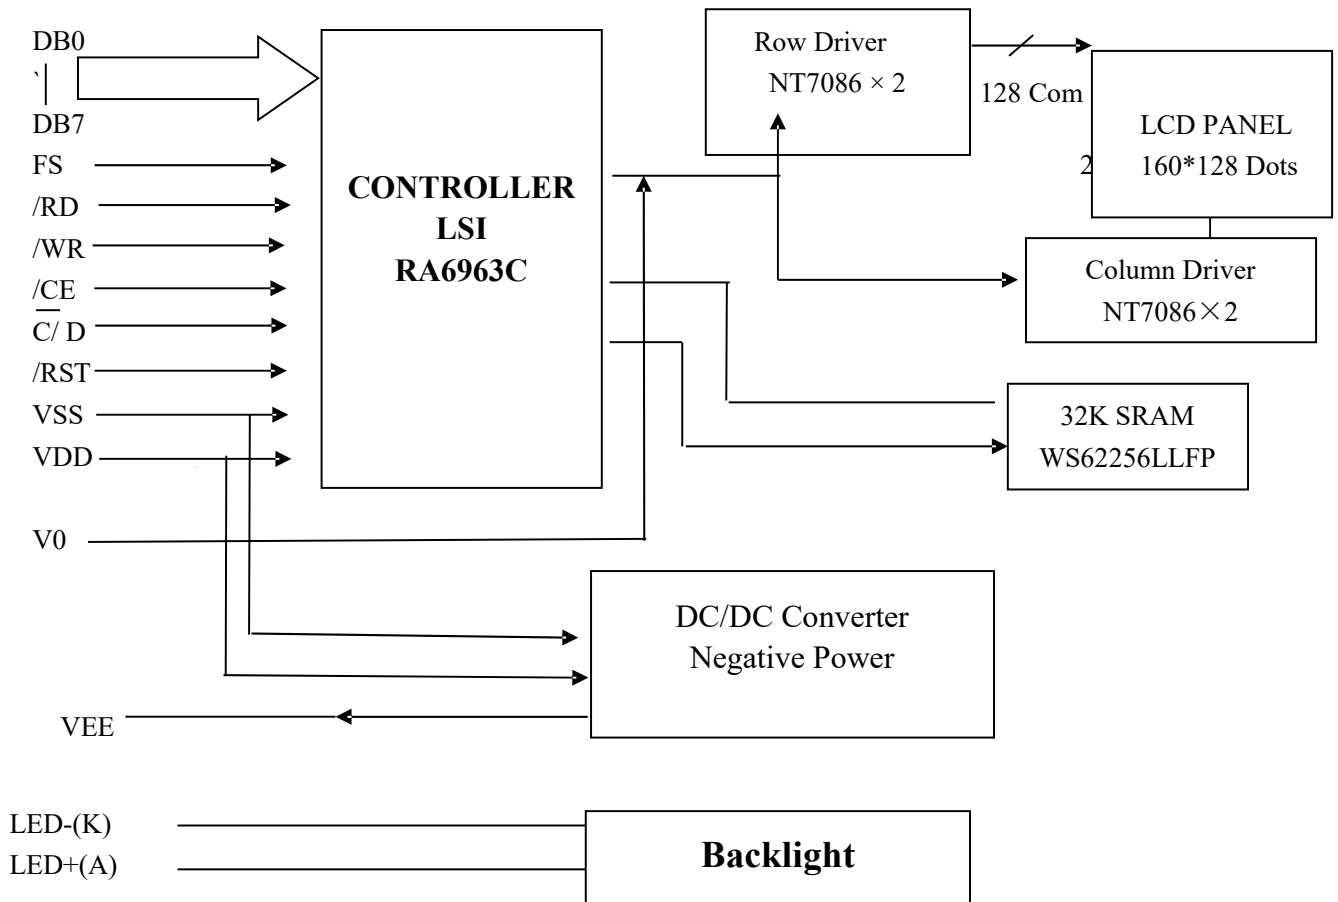 DB0
`
DB7
FS
/RD
/WR
/CE
C/ D
/RST
VSS
VDD
V0
VEE
LED-(K)
LED+(A)
CONTROLLER
LSI
RA6963C
Row Driver
NT7086 × 2
128 Com
2
LCD PANEL
160*128 Dots
Column Driver
NT7086×2
32K SRAM
WS62256LLFP
DC/DC Converter
Negative Power
Backlight